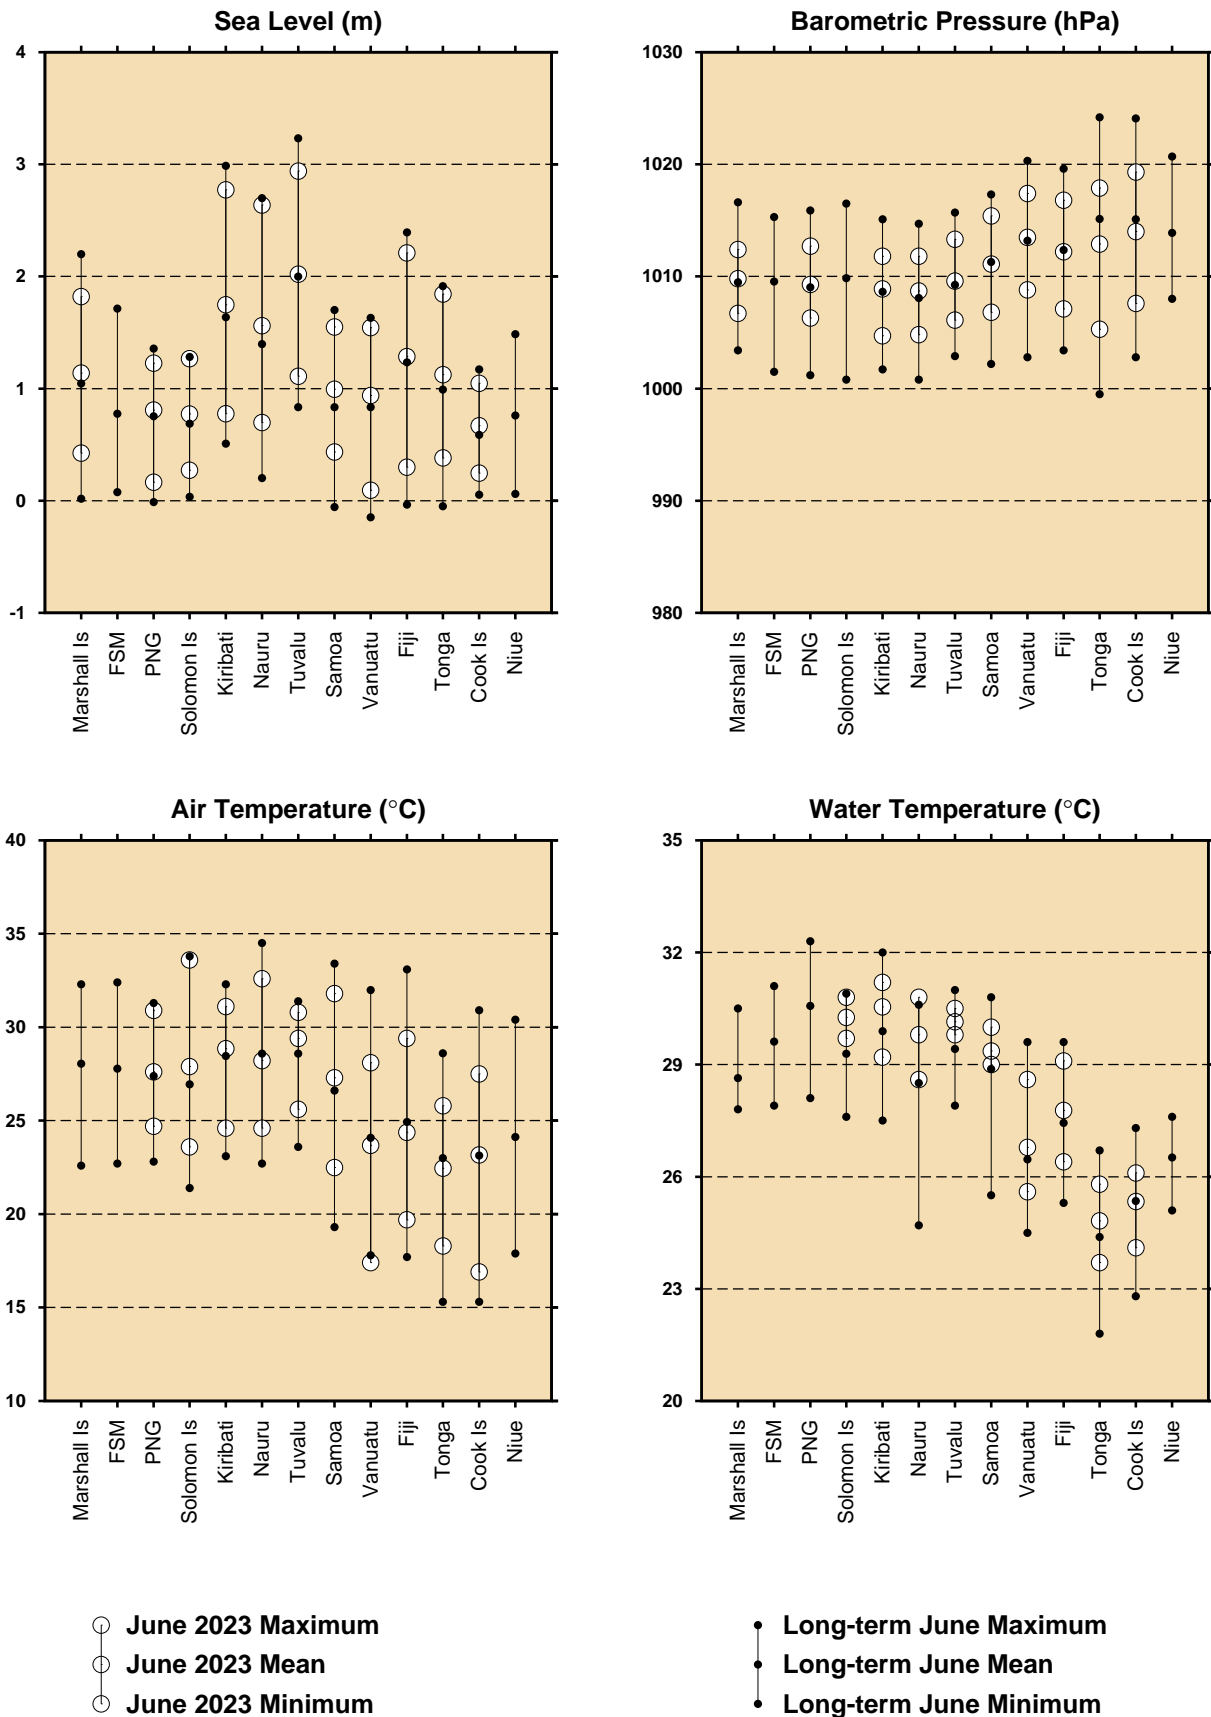 Sea Level (m)
4
3
2
1
0
-1
Marshall Is
FSM
PNG
Solomon Is
Kiribati
Nauru
Tuvalu
Samoa
Vanuatu
Fiji
Tonga
Cook Is
Niue
Barometric Pressure (hPa)
1030
1020
1010
1000
990
980
Marshall Is
FSM
PNG
Solomon Is
Kiribati
Nauru
Tuvalu
Samoa
Vanuatu
Fiji
Tonga
Cook Is
Niue
Air Temperature (°C)
40
35
30
25
20
15
10
Marshall Is
FSM
PNG
Solomon Is
Kiribati
Nauru
Tuvalu
Samoa
Vanuatu
Fiji
Tonga
Cook Is
Niue
Water Temperature (°C)
35
32
29
26
23
20
Marshall Is
FSM
PNG
Solomon Is
Kiribati
Nauru
Tuvalu
Samoa
Vanuatu
Fiji
Tonga
Cook Is
Niue
June 2023 Maximum
June 2023 Mean
June 2023 Minimum
Long-term June Maximum
Long-term June Mean
Long-term June Minimum